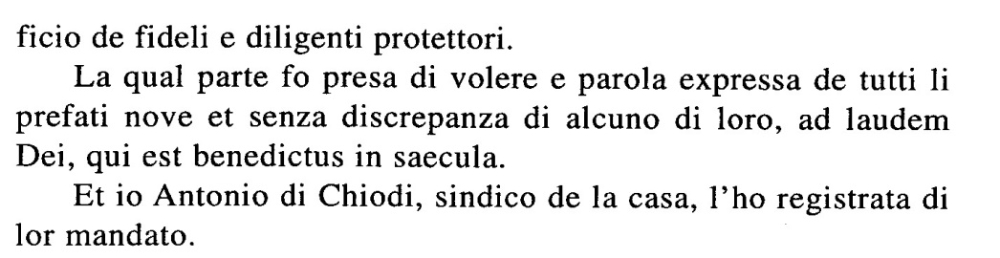 ficio de fideli e diligenti protettori.
La qual parte fo presa di volere e parola expressa de tutti li
prefati nove et senza discrepanza di alcuno di loro, ad laudem
Dei, qui est benedictus in saecula.
Et io Antonio di Chiodi, sindico de la casa, l'ho registrata di
lor mandato.